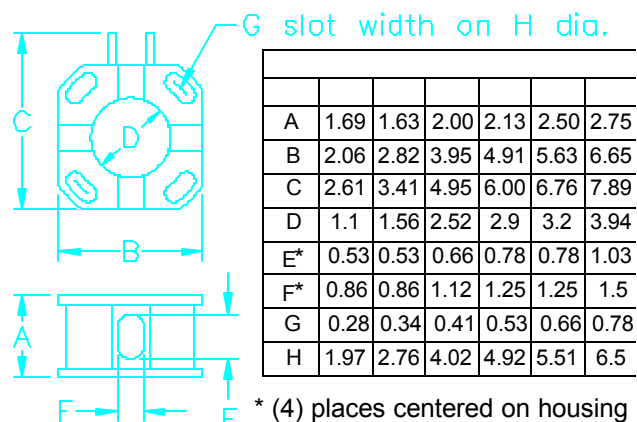 G slot width on H dia.
C
D
B
A
F
E
A 1.69 1.63 2.00 2.13 2.50 2.75
B 2.06 2.82 3.95 4.91 5.63 6.65
C 2.61 3.41 4.95 6.00 6.76 7.89
D 1.1 1.56 2.52 2.9 3.2 3.94
E* 0.53 0.53 0.66 0.78 0.78 1.03
F* 0.86 0.86 1.12 1.25 1.25 1.5
G 0.28 0.34 0.41 0.53 0.66 0.78
H 1.97 2.76 4.02 4.92 5.51 6.5
* (4) places centered on housing